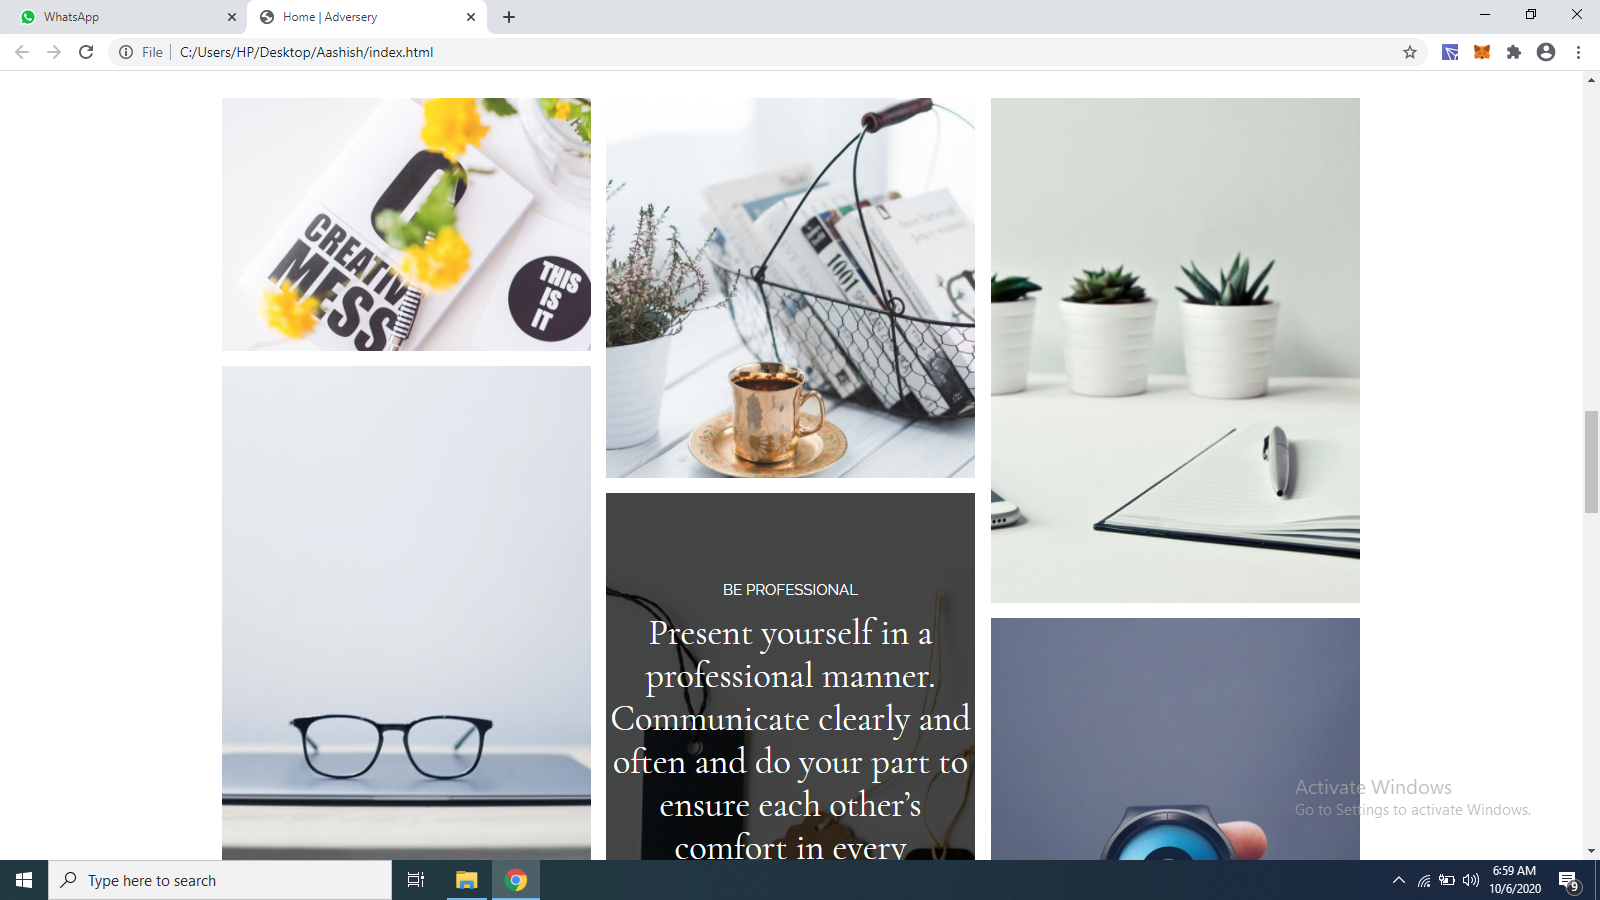 WhatsApp
Home | Adversery
File
C:/Users/HP/Desktop/Aashish/index.html
CREATIVE
MESS
THIS
IS
IT
1001
BE PROFESSIONAL
Present yourself in a
professional manner.
Communicate clearly and
often and do your part to
ensure each other’s
comfort in every
Activate Windows
Go to Settings to activate Windows.
Type here to search
6:59 AM
10/6/2020
9